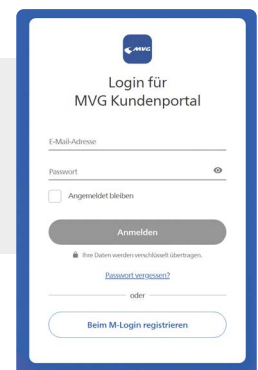 MVG
Login für
MVG Kundenportal
E-Mail-Adresse
Passwort
Angemeldet bleiben
Anmelden
Ihre Daten werden verschlüsselt übertragen.
Passwort vergessen?
oder
Beim M-Login registrieren